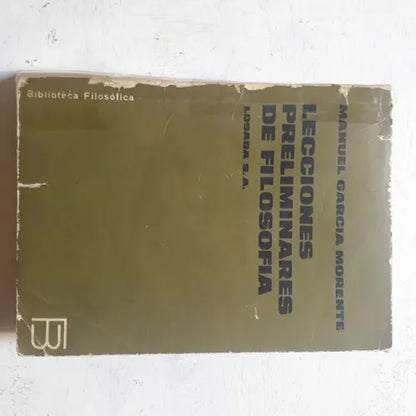 MANUEL GARCIA MORENTE
LECCIONES
PRELIMINARES
DE FILOSOFIA
LOSADA S.A.
Biblioteca Filosófica